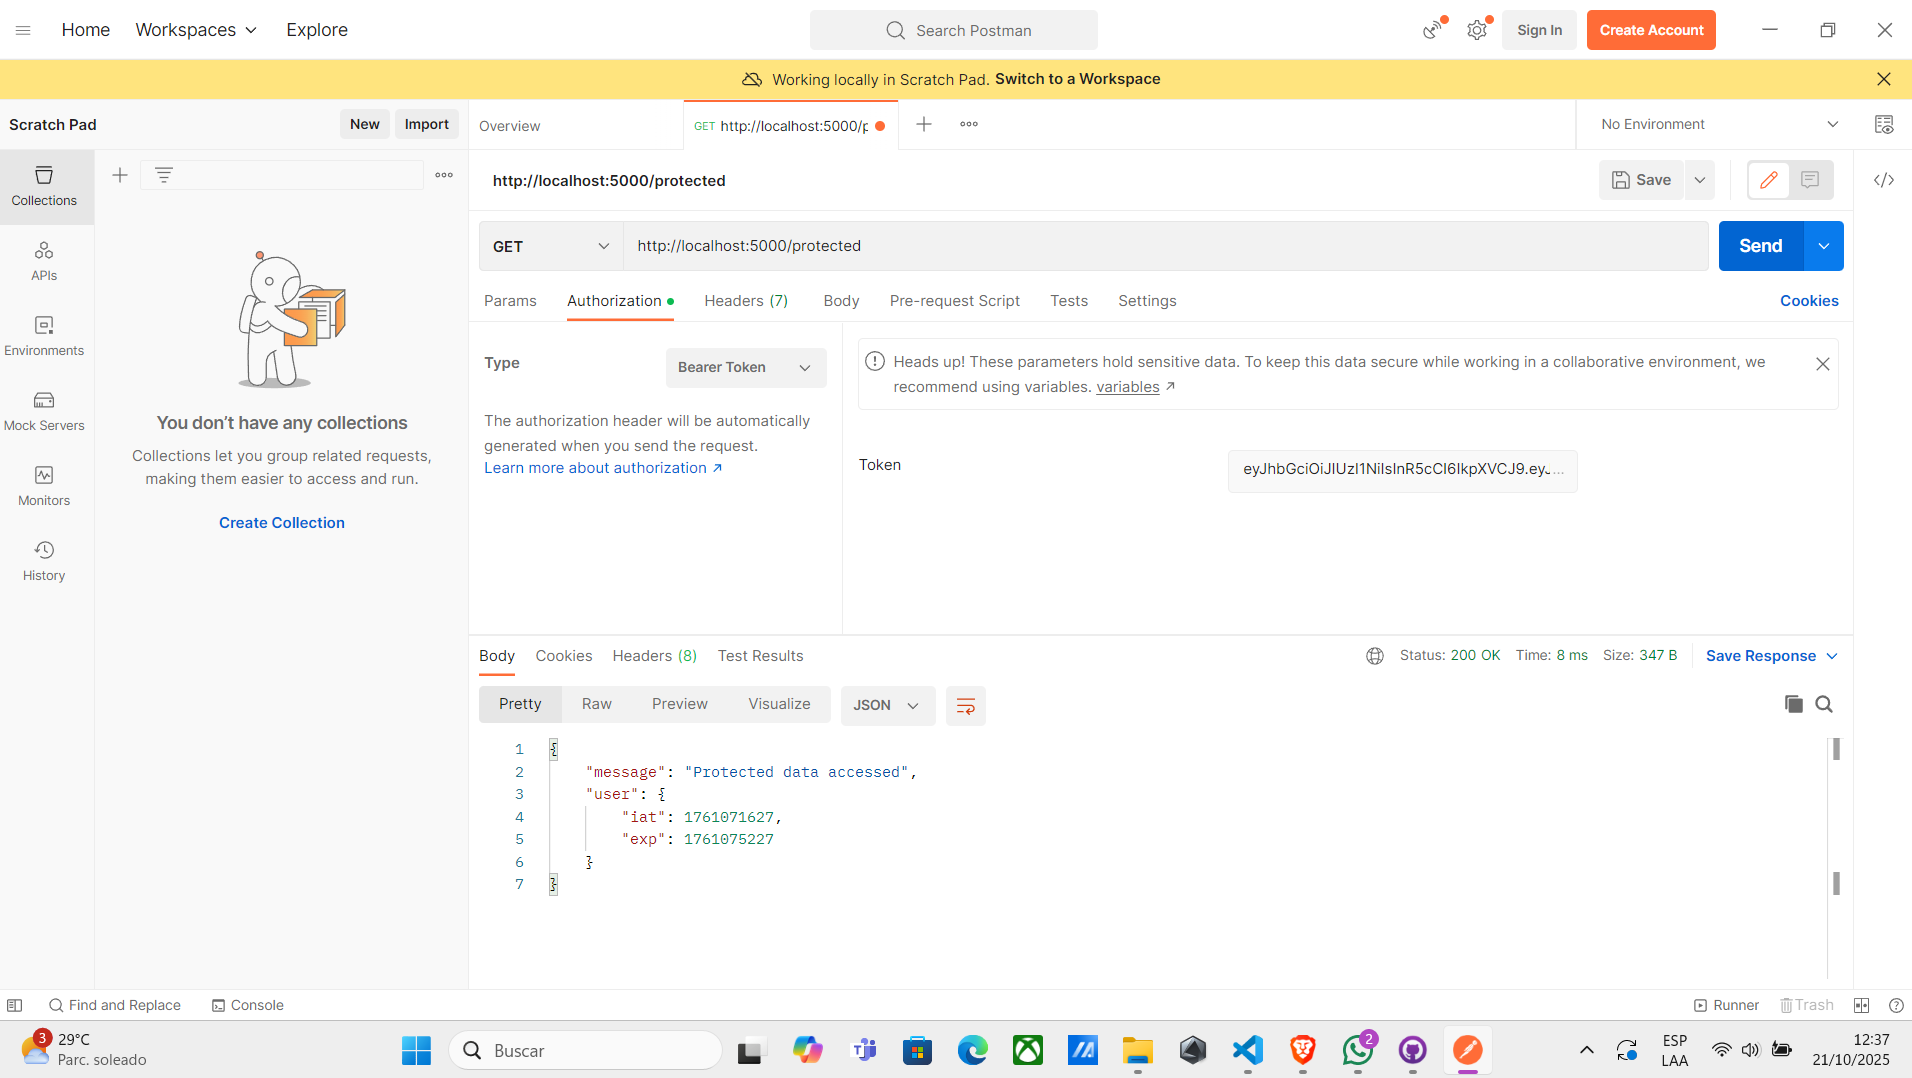 Home
Workspaces
Explore
Search Postman
Sign In
Create Account
Working locally in Scratch Pad. Switch to a Workspace
Scratch Pad
New
Import
Overview
GET http://localhost:5000/p
No Environment
Collections
APIs
Environments
Mock Servers
Monitors
History
You don’t have any collections
Collections let you group related requests,
making them easier to access and run.
Create Collection
http://localhost:5000/protected
Save
GET
http://localhost:5000/protected
Send
Params
Authorization
Headers (7)
Body
Pre-request Script
Tests
Settings
Cookies
Type
Bearer Token
The authorization header will be automatically
generated when you send the request.
Learn more about authorization ↗
Heads up! These parameters hold sensitive data. To keep this data secure while working in a collaborative environment, we
recommend using variables. variables ↗
Token
eyJhbGciOiJIUzI1NiIsInR5cCI6IkpXVCJ9.eyJ...
Body
Cookies
Headers (8)
Test Results
Status: 200 OK
Time: 8 ms
Size: 347 B
Save Response
Pretty
Raw
Preview
Visualize
JSON
1 {
2 "message": "Protected data accessed",
3 "user": {
4 "iat": 1761071627,
5 "exp": 1761075227
6 }
7 }
Find and Replace
Console
Runner
Trash
3
29°C
Parc. soleado
Buscar
2
ESP
LAA
12:37
21/10/2025